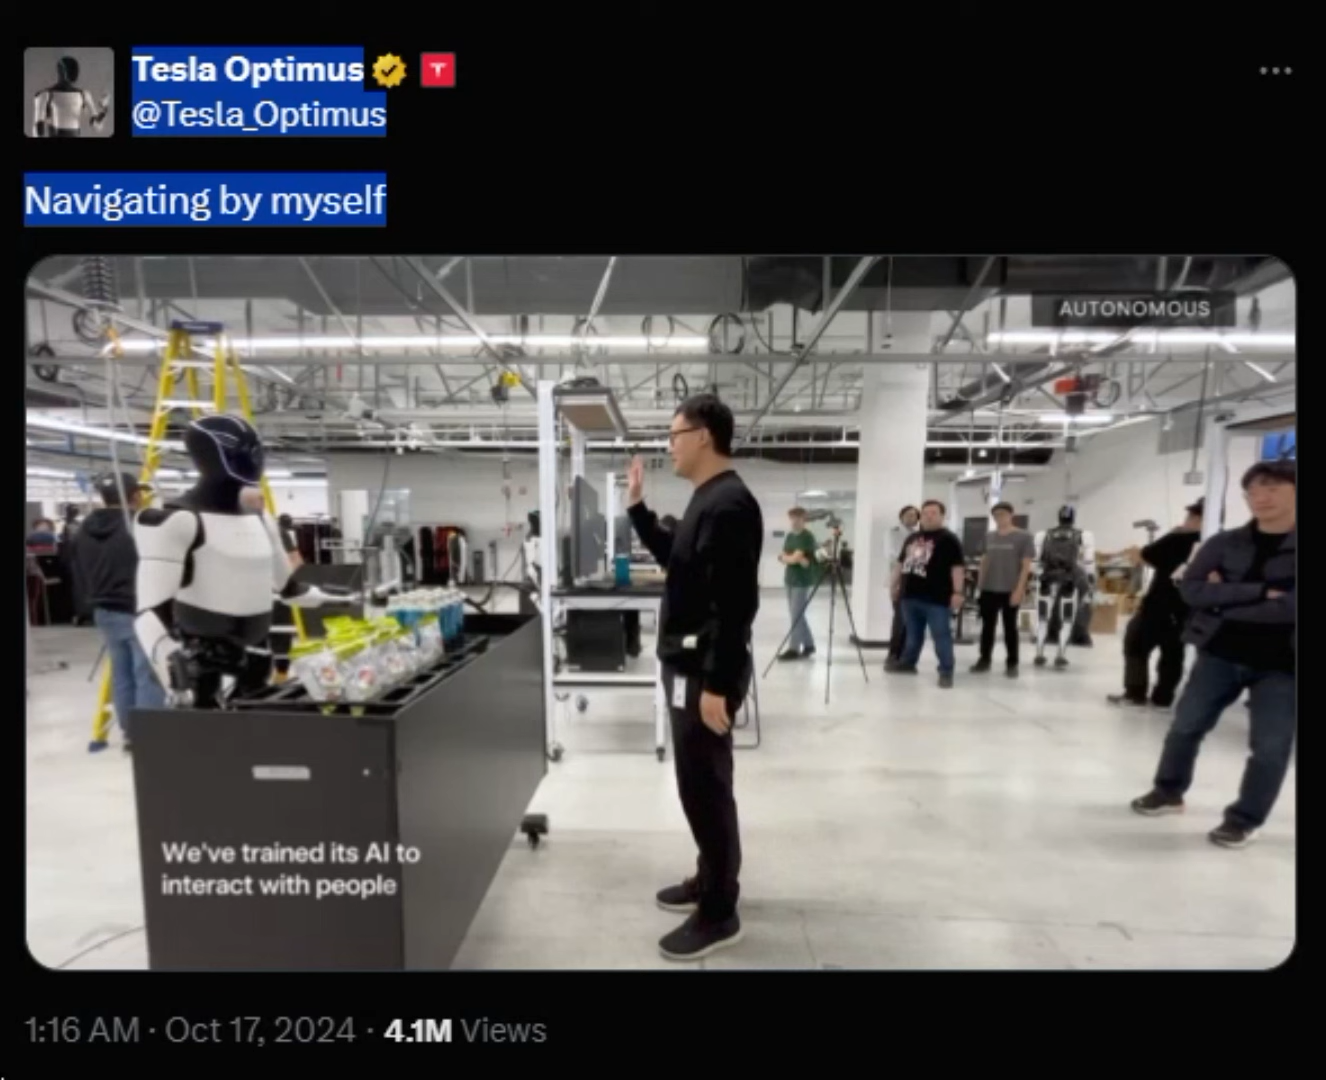 Tesla Optimus
@Tesla_Optimus
Navigating by myself
AUTONOMOUS
We've trained its AI to
interact with people
1:16 AM · Oct 17, 2024 · 4.1M Views